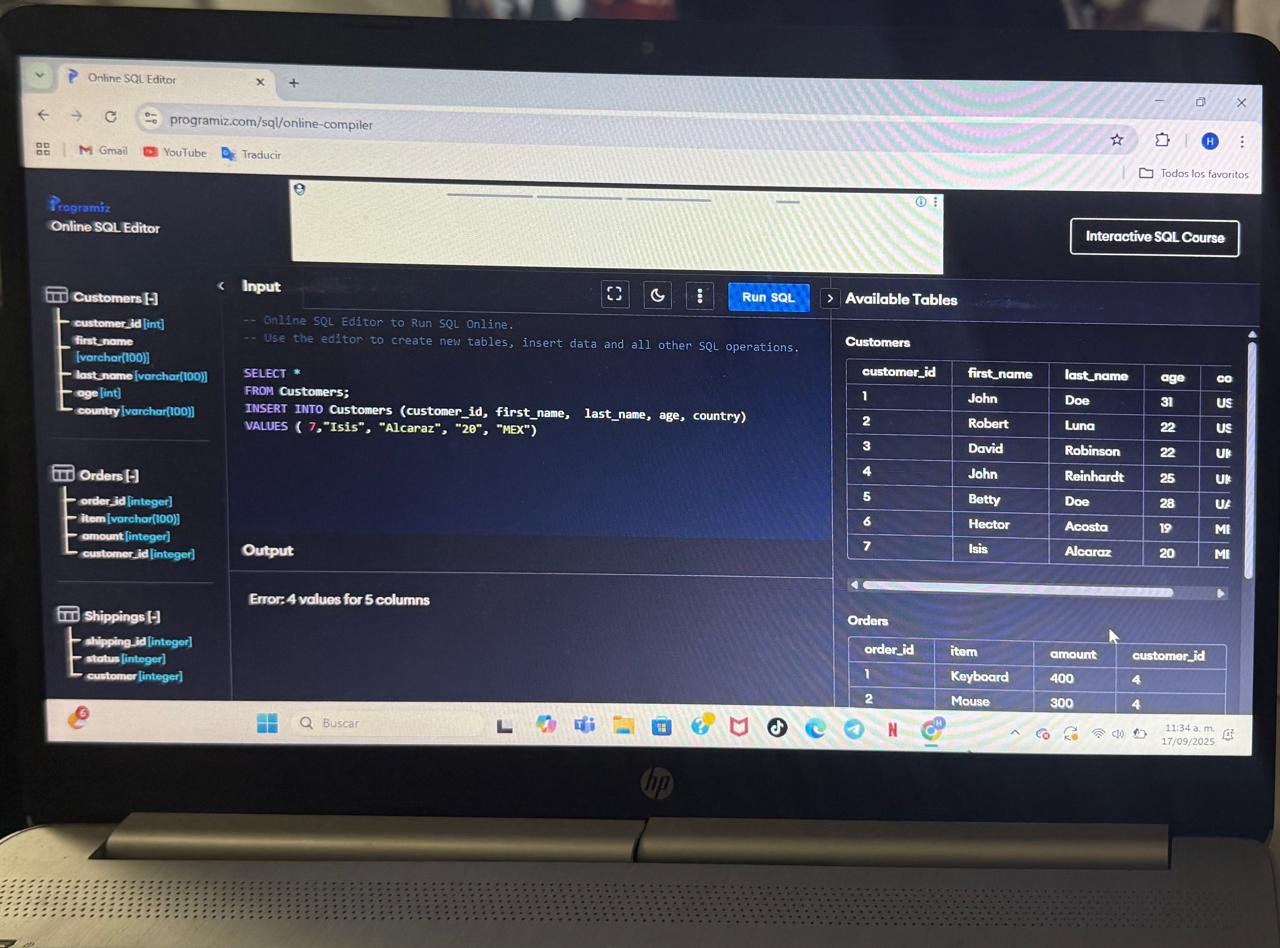 Online SQL Editor
programiz.com/sql/online-compiler
Gmail
YouTube
Traducir
Todos los favoritos
Programiz
Online SQL Editor
Interactive SQL Course
Customers [-]
customer_id [int]
first_name
[varchar(100)]
last_name [varchar(100)]
age [int]
country [varchar(100)]
Orders [-]
order_id [integer]
item [varchar(100)]
amount [integer]
customer_id [integer]
Shippings [-]
shipping_id [integer]
status [integer]
customer [integer]
Input
Run SQL
-- Online SQL Editor to Run SQL Online.
-- Use the editor to create new tables, insert data and all other SQL operations.
SELECT *
FROM Customers;
INSERT INTO Customers (customer_id, first_name,  last_name, age, country)
VALUES ( 7,"Isis", "Alcaraz", "20", "MEX")
Output
Error: 4 values for 5 columns
Available Tables
Customers
customer_id first_name last_name age co
1 John Doe 31 US
2 Robert Luna 22 US
3 David Robinson 22 UK
4 John Reinhardt 25 UK
5 Betty Doe 28 UA
6 Hector Acosta 19 ME
7 Isis Alcaraz 20 ME
Orders
order_id item amount customer_id
1 Keyboard 400 4
2 Mouse 300 4
6
Buscar
H
N
11:34 a. m.
17/09/2025
hp